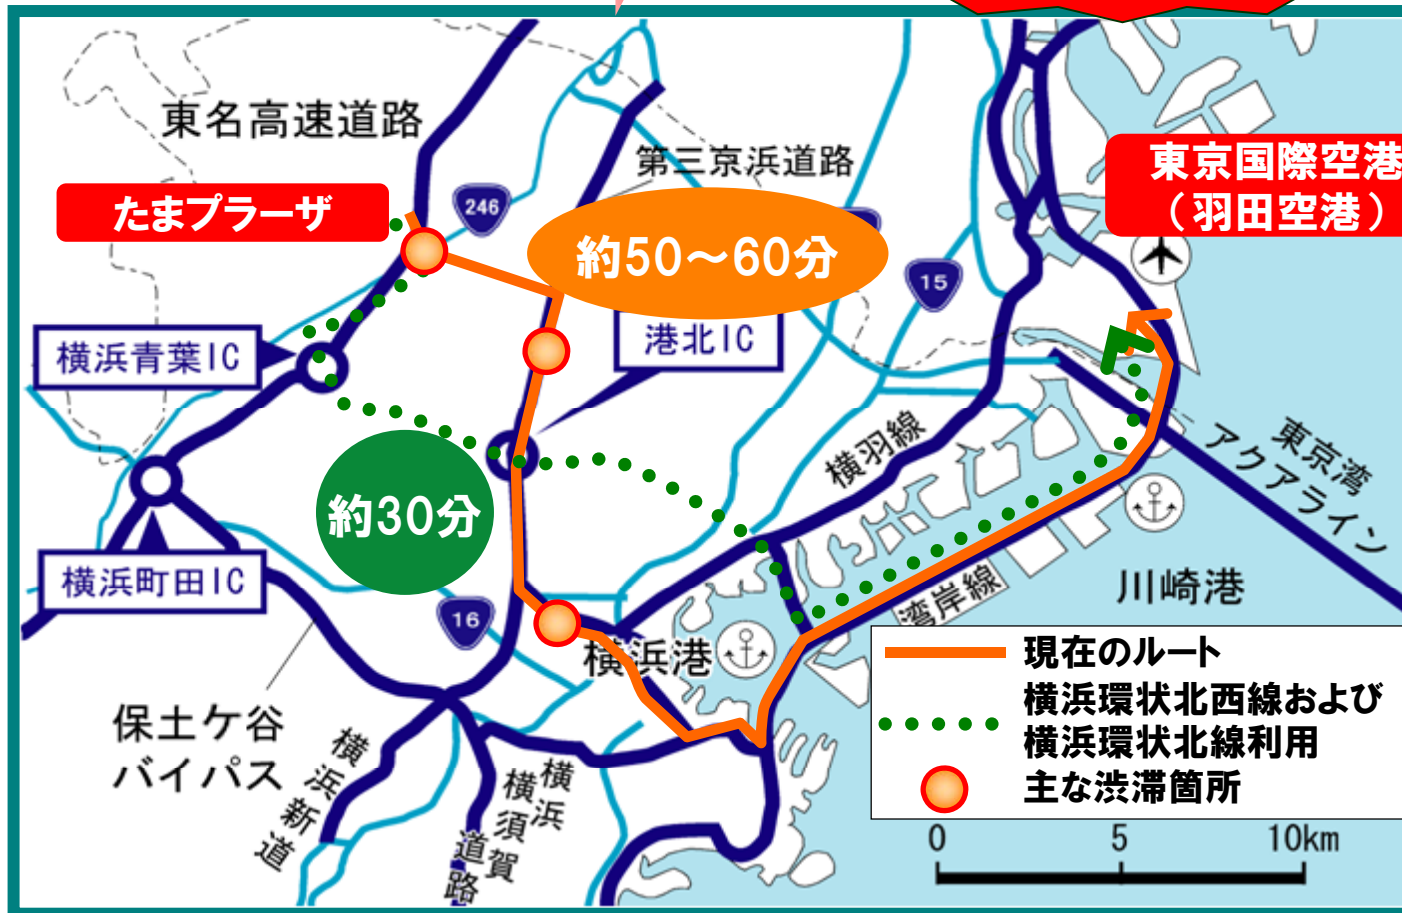 東名高速道路
第三京浜道路
たまプラーザ
246
東京国際空港
（羽田空港）
約50～60分
15
横浜青葉IC
港北IC
横羽線
東京湾
アクアライン
約30分
横浜町田IC
16
湾岸線
川崎港
横浜港
保土ケ谷
バイパス
横浜新道
横浜
横須賀
道路
現在のルート
横浜環状北西線および
横浜環状北線利用
主な渋滞箇所
0 5 10km